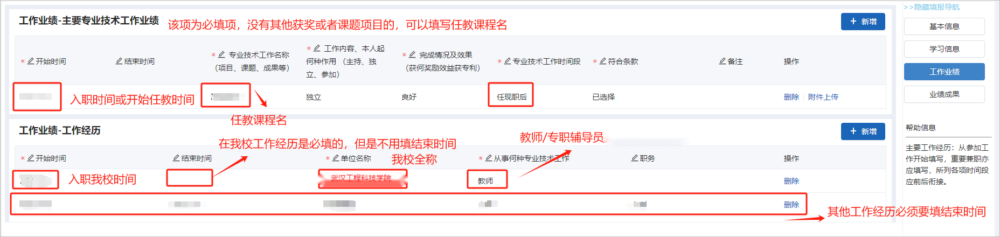 >>隐藏填报导航
工作业绩-主要专业技术工作业绩
该项为必填项，没有其他获奖或者课题项目的，可以填写任教课程名
+ 新增
基本信息
学习信息
工作业绩
业绩成果
* 开始时间
结束时间
* 专业技术工作名称
（项目、课题、成果等）
* 工作内容、本人起
何种作用 （主持、独
立、参加）
* 完成情况及效果
（获何奖励效益获专利）
* 专业技术工作时间段
* 符合条款
备注
操作
入职时间或开始任教时间
独立
良好
任现职后
已选择
删除 附件上传
任教课程名
工作业绩-工作经历
+ 新增
在我校工作经历是必填的，但是不用填结束时间
教师/专职辅导员
* 开始时间
结束时间
* 单位名称
我校全称
* 从事何种专业技术工作
职务
操作
入职我校时间
武汉工程科技学院
教师
删除
删除
其他工作经历必须要填结束时间
帮助信息
主要工作经历：从参加工
作开始填写，重要兼职亦
应填写，所列各项时间段
应前后衔接。